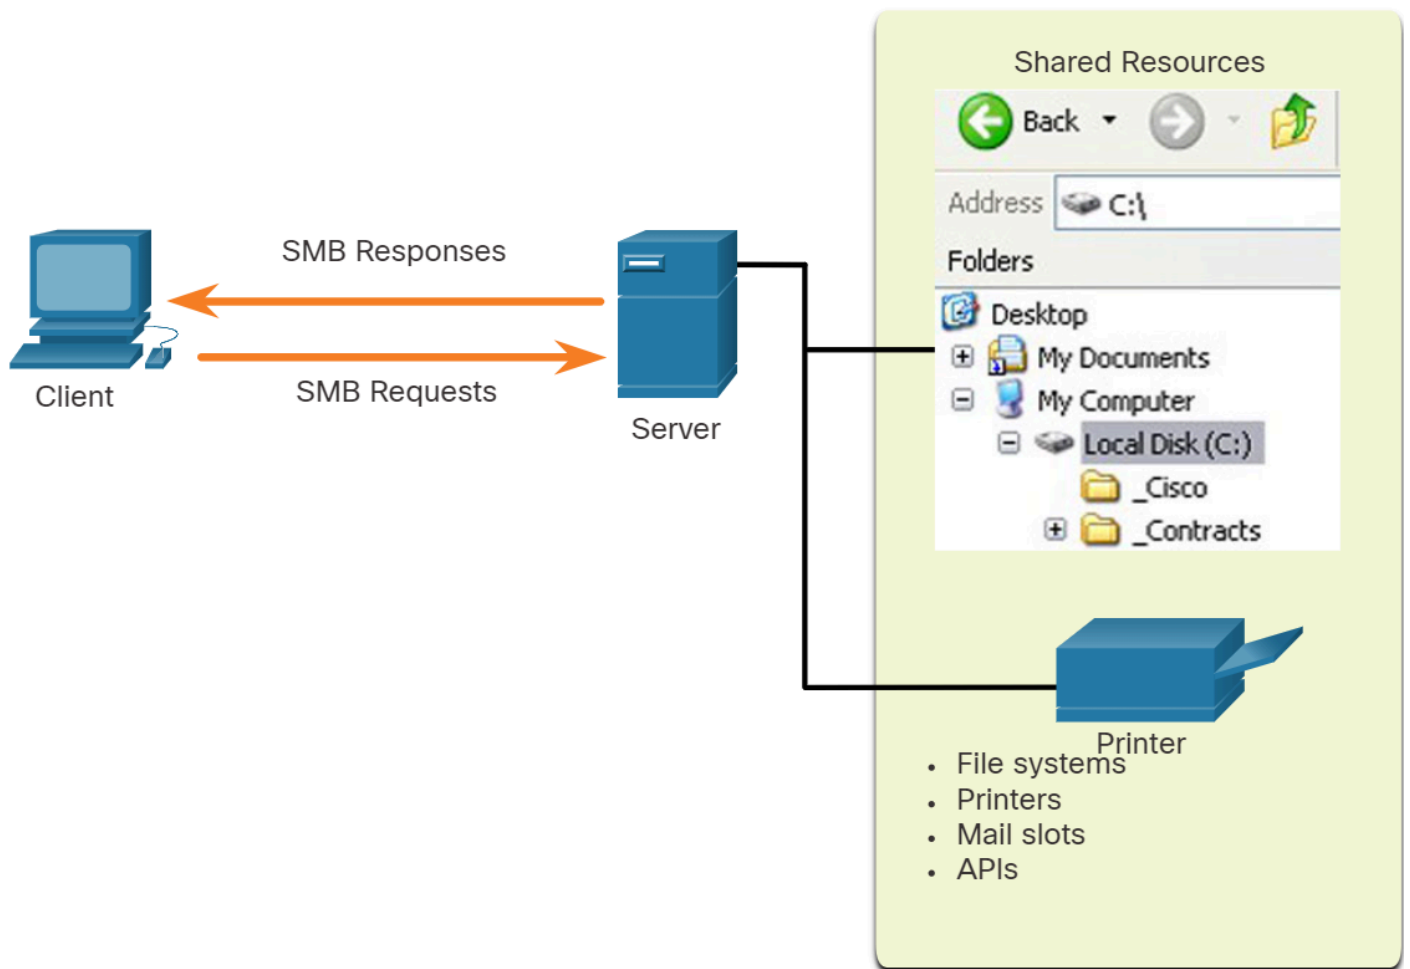 Shared Resources
Back
Address C:\
Folders
Desktop
My Documents
My Computer
Local Disk (C:)
_Cisco
_Contracts
SMB Responses
SMB Requests
Client
Server
Printer
• File systems
• Printers
• Mail slots
• APIs